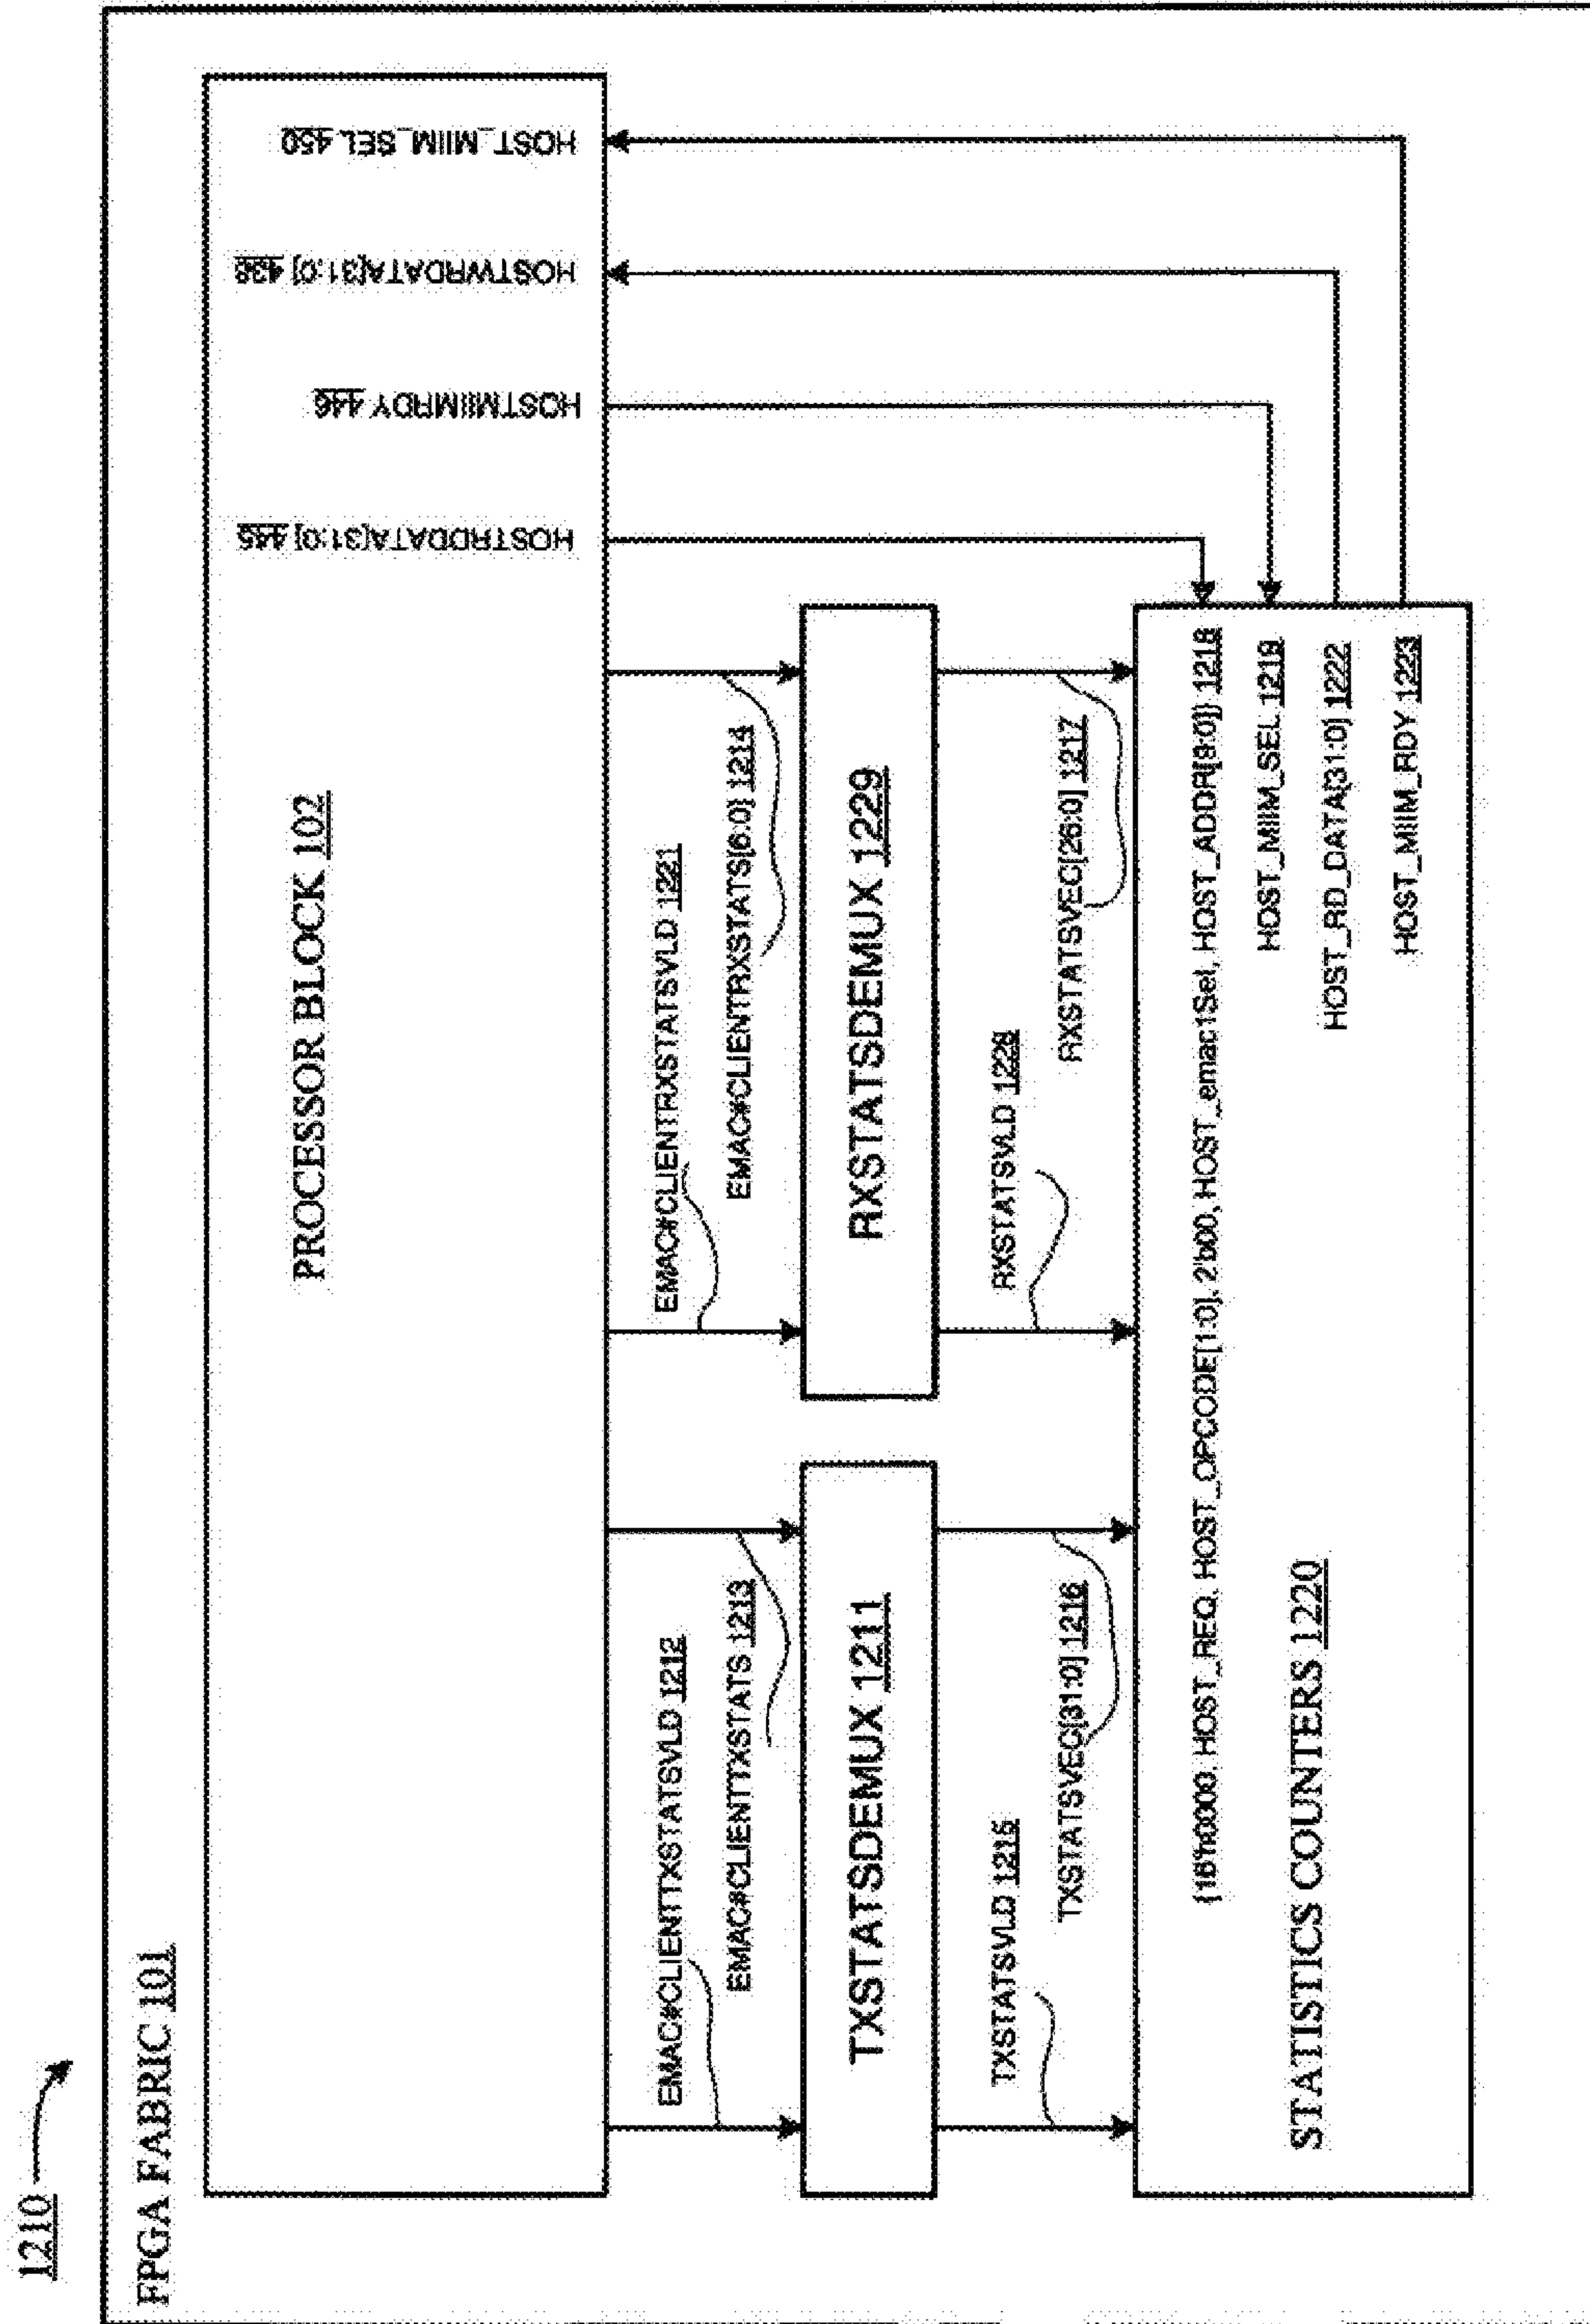 1210
FPGA FABRIC 101
PROCESSOR BLOCK 102
HOSTRDDATA[31:0] 445
HOSTMIIMRDY 446
HOSTWRDATA[31:0] 438
HOST_MIIM_SEL 450
EMAC#CLIENTTXSTATSVLD 1212
EMAC#CLIENTTXSTATS 1213
EMAC#CLIENTRXSTATSVLD 1221
EMAC#CLIENTRXSTATS[6:0] 1214
TXSTATSDEMUX 1211
RXSTATSDEMUX 1229
TXSTATSVLD 1215
TXSTATSVEC[31:0] 1216
RXSTATSVLD 1228
RXSTATSVEC[26:0] 1217
{16'h0000, HOST_REQ, HOST_OPCODE[1:0], 2'b00, HOST_emac1Sel, HOST_ADDR[9:0]} 1218
HOST_MIIM_SEL 1219
HOST_RD_DATA[31:0] 1222
HOST_MIIM_RDY 1223
STATISTICS COUNTERS 1220